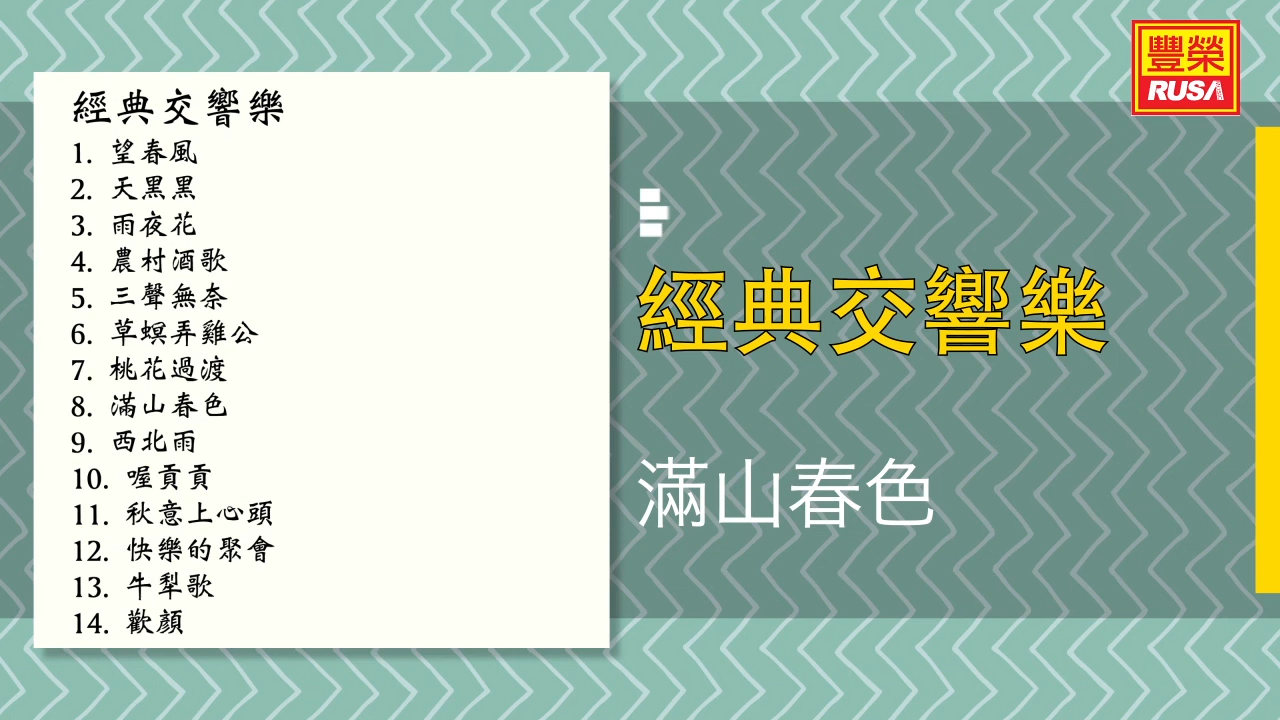 經典交響樂
1. 望春風
2. 天黑黑
3. 雨夜花
4. 農村酒歌
5. 三聲無奈
6. 草螟弄雞公
7. 桃花過渡
8. 滿山春色
9. 西北雨
10. 喔貢貢
11. 秋意上心頭
12. 快樂的聚會
13. 牛犁歌
14. 歡顏
豐榮
RUSA
經典交響樂
滿山春色